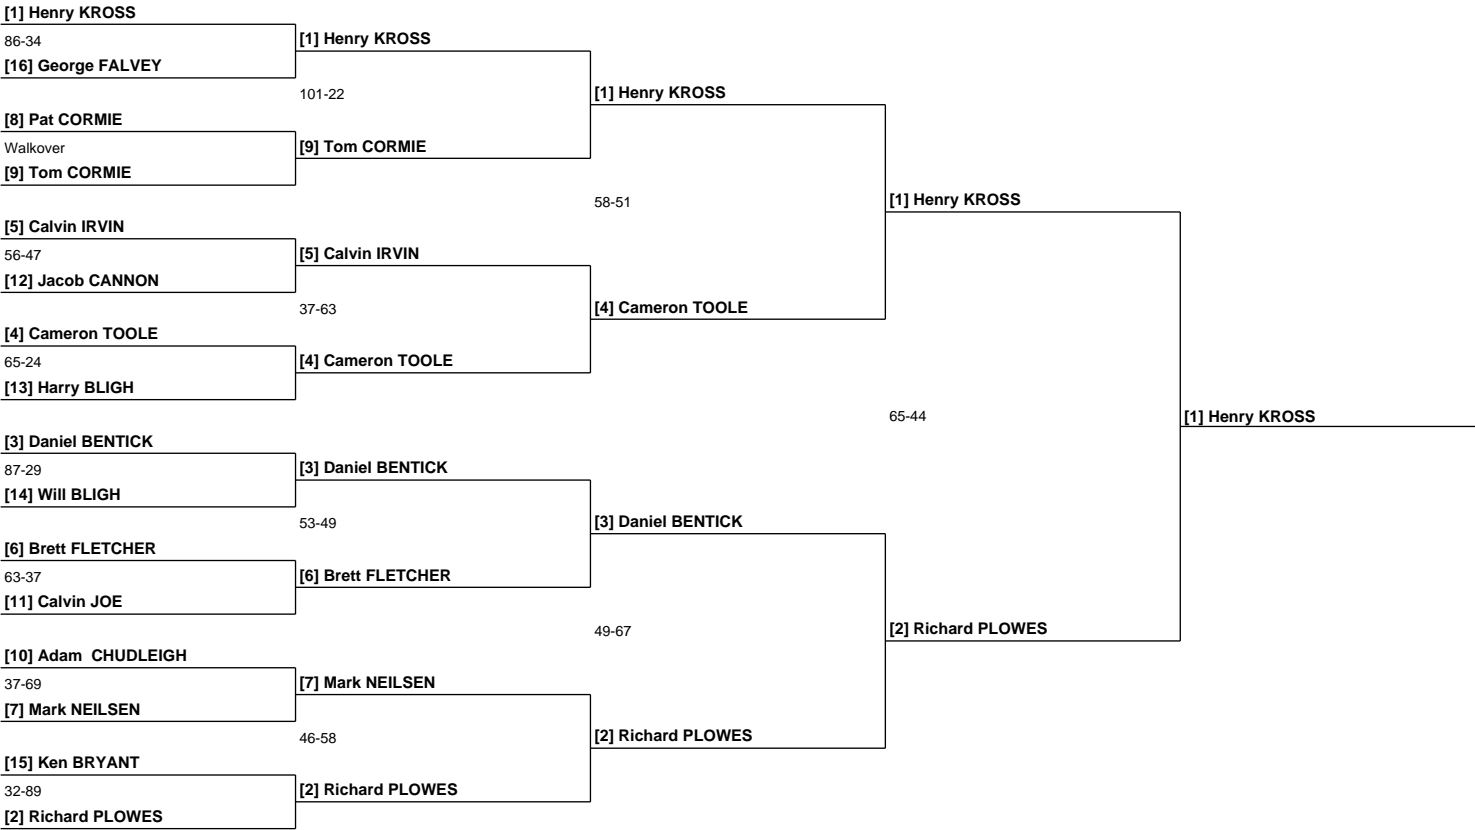 [1] Henry KROSS
86-34
[16] George FALVEY
[8] Pat CORMIE
Walkover
[9] Tom CORMIE
[5] Calvin IRVIN
56-47
[12] Jacob CANNON
[4] Cameron TOOLE
65-24
[13] Harry BLIGH
[3] Daniel BENTICK
87-29
[14] Will BLIGH
[6] Brett FLETCHER
63-37
[11] Calvin JOE
[10] Adam  CHUDLEIGH
37-69
[7] Mark NEILSEN
[15] Ken BRYANT
32-89
[2] Richard PLOWES
[1] Henry KROSS
101-22
[9] Tom CORMIE
[5] Calvin IRVIN
37-63
[4] Cameron TOOLE
[3] Daniel BENTICK
53-49
[6] Brett FLETCHER
[7] Mark NEILSEN
46-58
[2] Richard PLOWES
[1] Henry KROSS
58-51
[4] Cameron TOOLE
[3] Daniel BENTICK
49-67
[2] Richard PLOWES
[1] Henry KROSS
65-44
[2] Richard PLOWES
[1] Henry KROSS